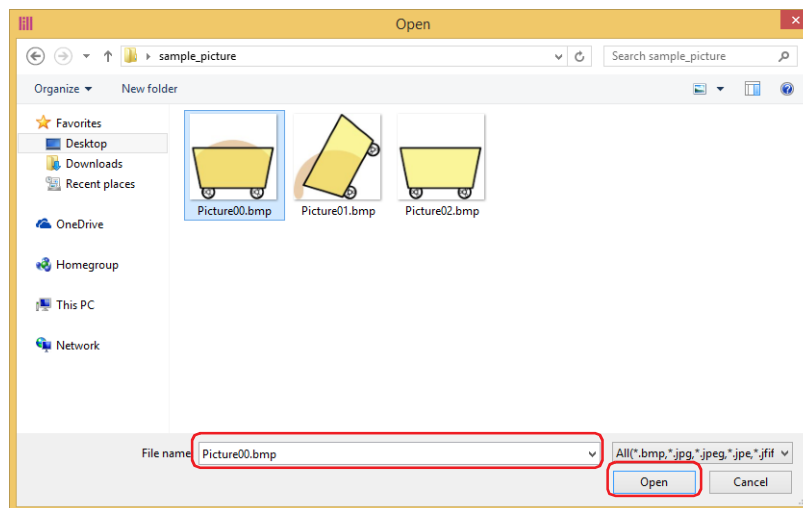 Open
sample_picture
Search sample_picture
Organize
New folder
Favorites
Desktop
Downloads
Recent places
OneDrive
Homegroup
This PC
Network
Picture00.bmp
Picture01.bmp
Picture02.bmp
File name
Picture00.bmp
All(*.bmp,*.jpg,*.jpeg,*.jpe,*.jfif
Open
Cancel